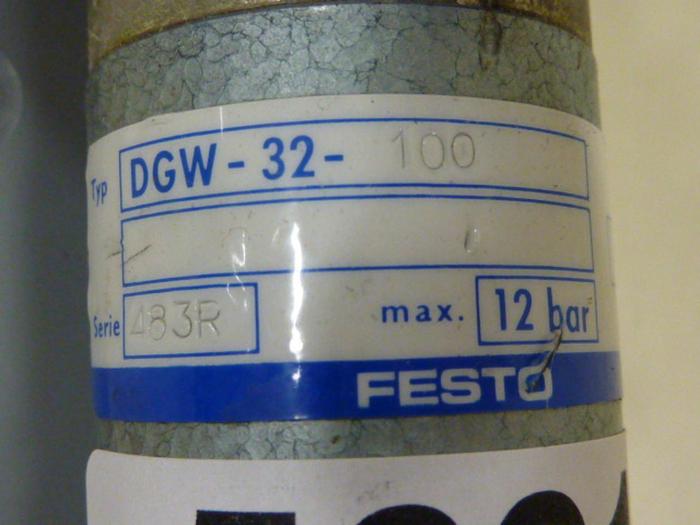 Typ DGW - 32 - 100
Serie 483R max. 12 bar
FESTO